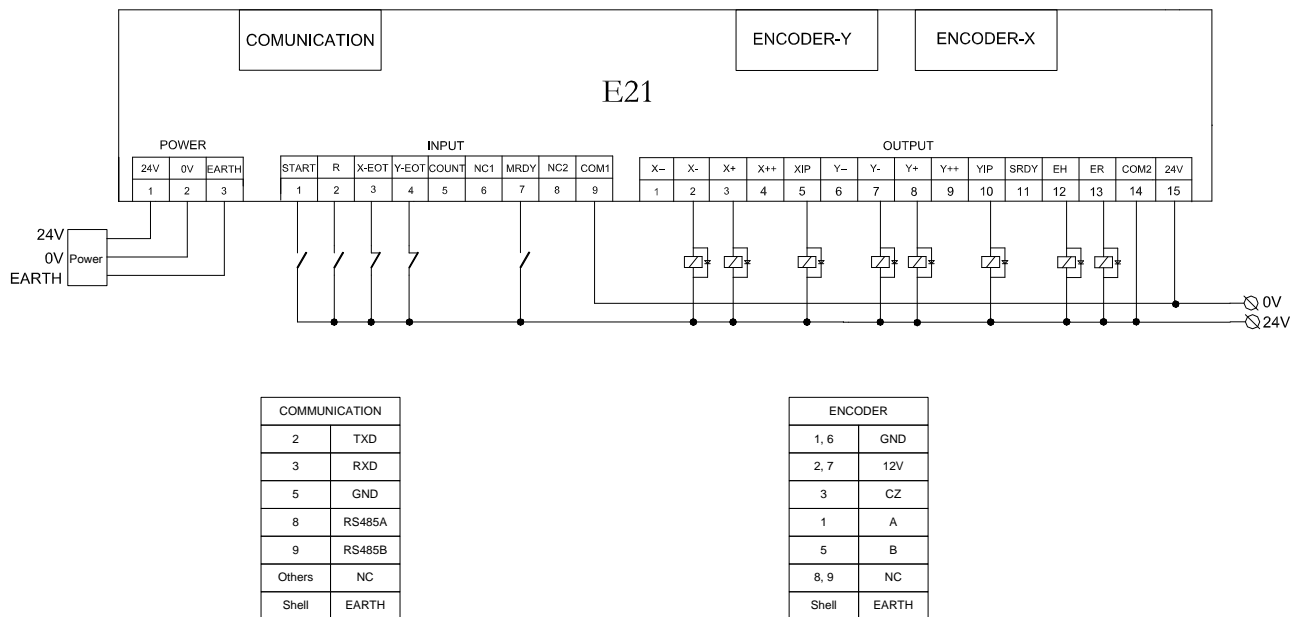 COMUNICATION ENCODER-Y ENCODER-X
E21
POWER INPUT OUTPUT
24V 0V EARTH START R X-EOT Y-EOT COUNT NC1 MRDY NC2 COM1 X-- X- X+ X++ XIP Y-- Y- Y+ Y++ YIP SRDY EH ER COM2 24V
1 2 3 1 2 3 4 5 6 7 8 9 1 2 3 4 5 6 7 8 9 10 11 12 13 14 15
24V
0V Power
EARTH
0V
24V
COMMUNICATION
2 TXD
3 RXD
5 GND
8 RS485A
9 RS485B
Others NC
Shell EARTH
ENCODER
1, 6 GND
2, 7 12V
3 CZ
1 A
5 B
8, 9 NC
Shell EARTH